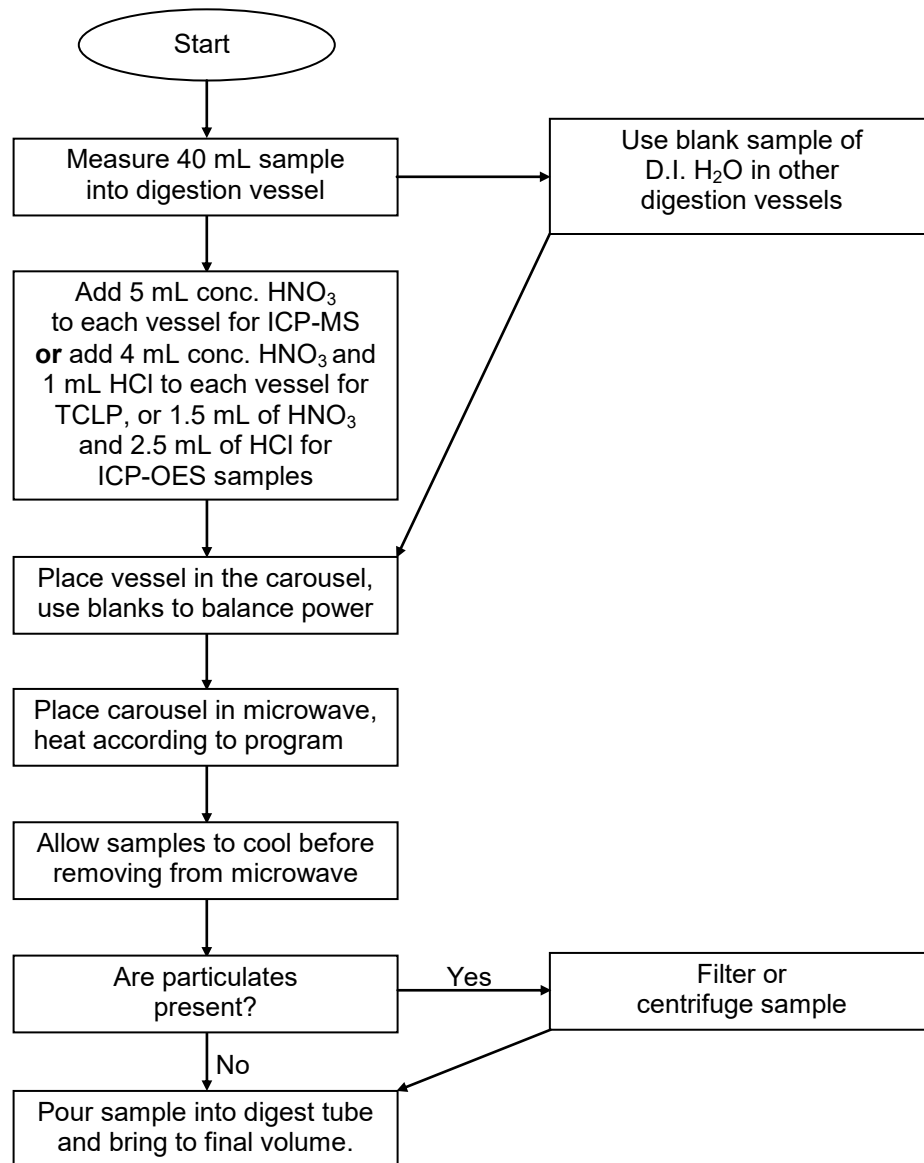 Start
Measure 40 mL sample
into digestion vessel
Use blank sample of
D.I. H₂O in other
digestion vessels
Add 5 mL conc. HNO₃
to each vessel for ICP-MS
or add 4 mL conc. HNO₃ and
1 mL HCl to each vessel for
TCLP, or 1.5 mL of HNO₃
and 2.5 mL of HCl for
ICP-OES samples
Place vessel in the carousel,
use blanks to balance power
Place carousel in microwave,
heat according to program
Allow samples to cool before
removing from microwave
Are particulates
present?
Yes
Filter or
centrifuge sample
No
Pour sample into digest tube
and bring to final volume.